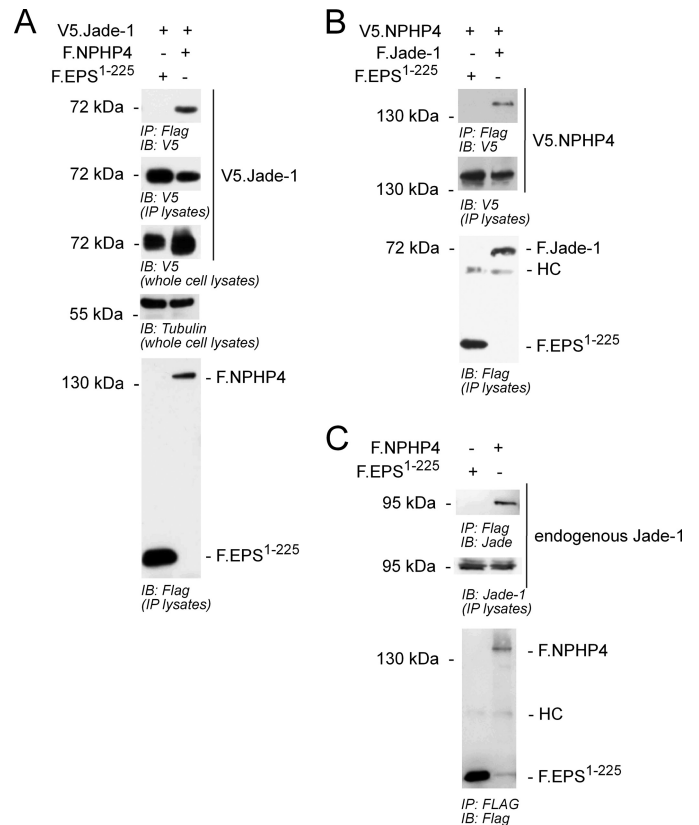 A
V5.Jade-1 + +
F.NPHP4 - +
F.EPS1-225 + -
72 kDa -
IP: Flag
IB: V5
72 kDa -
IB: V5
(IP lysates)
V5.Jade-1
72 kDa -
IB: V5
(whole cell lysates)
55 kDa -
IB: Tubulin
(whole cell lysates)
130 kDa -
- F.NPHP4
- F.EPS1-225
IB: Flag
(IP lysates)
B
V5.NPHP4 + +
F.Jade-1 - +
F.EPS1-225 + -
130 kDa -
IP: Flag
IB: V5
V5.NPHP4
130 kDa -
IB: V5
(IP lysates)
72 kDa -
- F.Jade-1
- HC
- F.EPS1-225
IB: Flag
(IP lysates)
C
F.NPHP4 - +
F.EPS1-225 + -
95 kDa -
IP: Flag
IB: Jade
endogenous Jade-1
95 kDa -
IB: Jade-1
(IP lysates)
130 kDa -
- F.NPHP4
- HC
- F.EPS1-225
IP: FLAG
IB: Flag